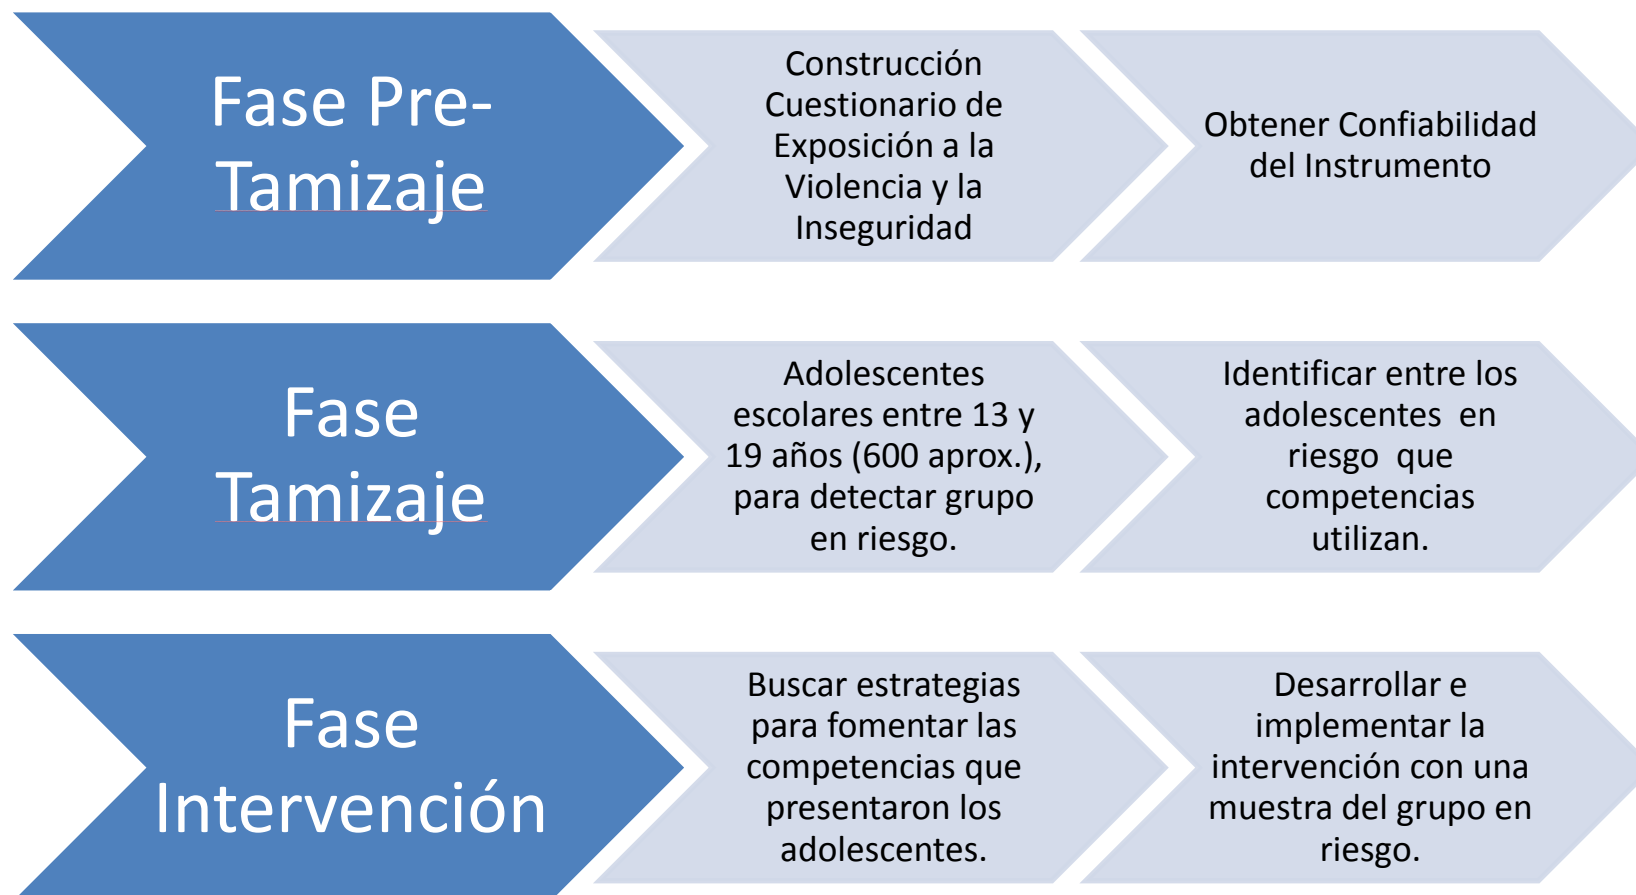 Fase Pre-
Tamizaje
Construcción
Cuestionario de
Exposición a la
Violencia y la
Inseguridad
Obtener Confiabilidad
del Instrumento
Fase
Tamizaje
Adolescentes
escolares entre 13 y
19 años (600 aprox.),
para detectar grupo
en riesgo.
Identificar entre los
adolescentes  en
riesgo  que
competencias
utilizan.
Fase
Intervención
Buscar estrategias
para fomentar las
competencias que
presentaron los
adolescentes.
Desarrollar e
implementar la
intervención con una
muestra del grupo en
riesgo.